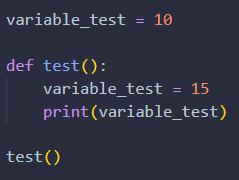 variable_test = 10
def test():
    variable_test = 15
    print(variable_test)
test()